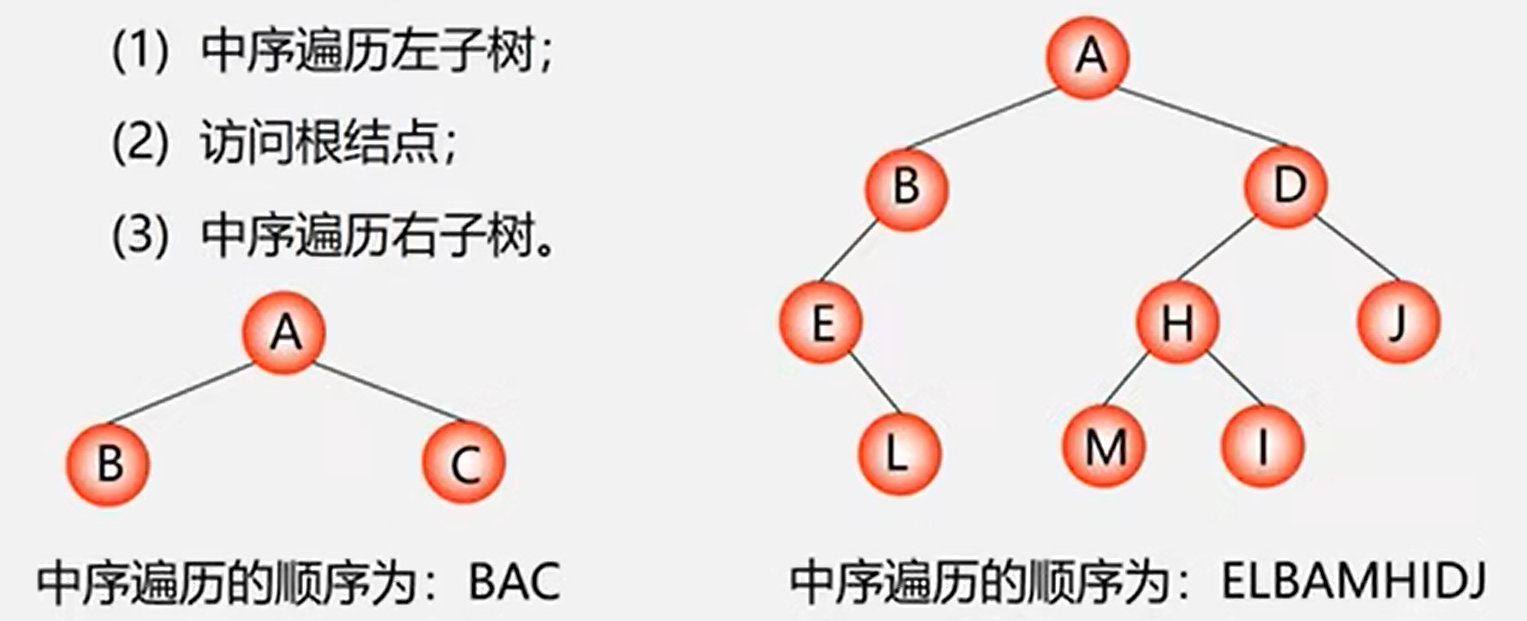 (1) 中序遍历左子树；
(2) 访问根结点；
(3) 中序遍历右子树。
A
B C
中序遍历的顺序为：BAC
A
B D
E H J
L M I
中序遍历的顺序为：ELBAMHIDJ